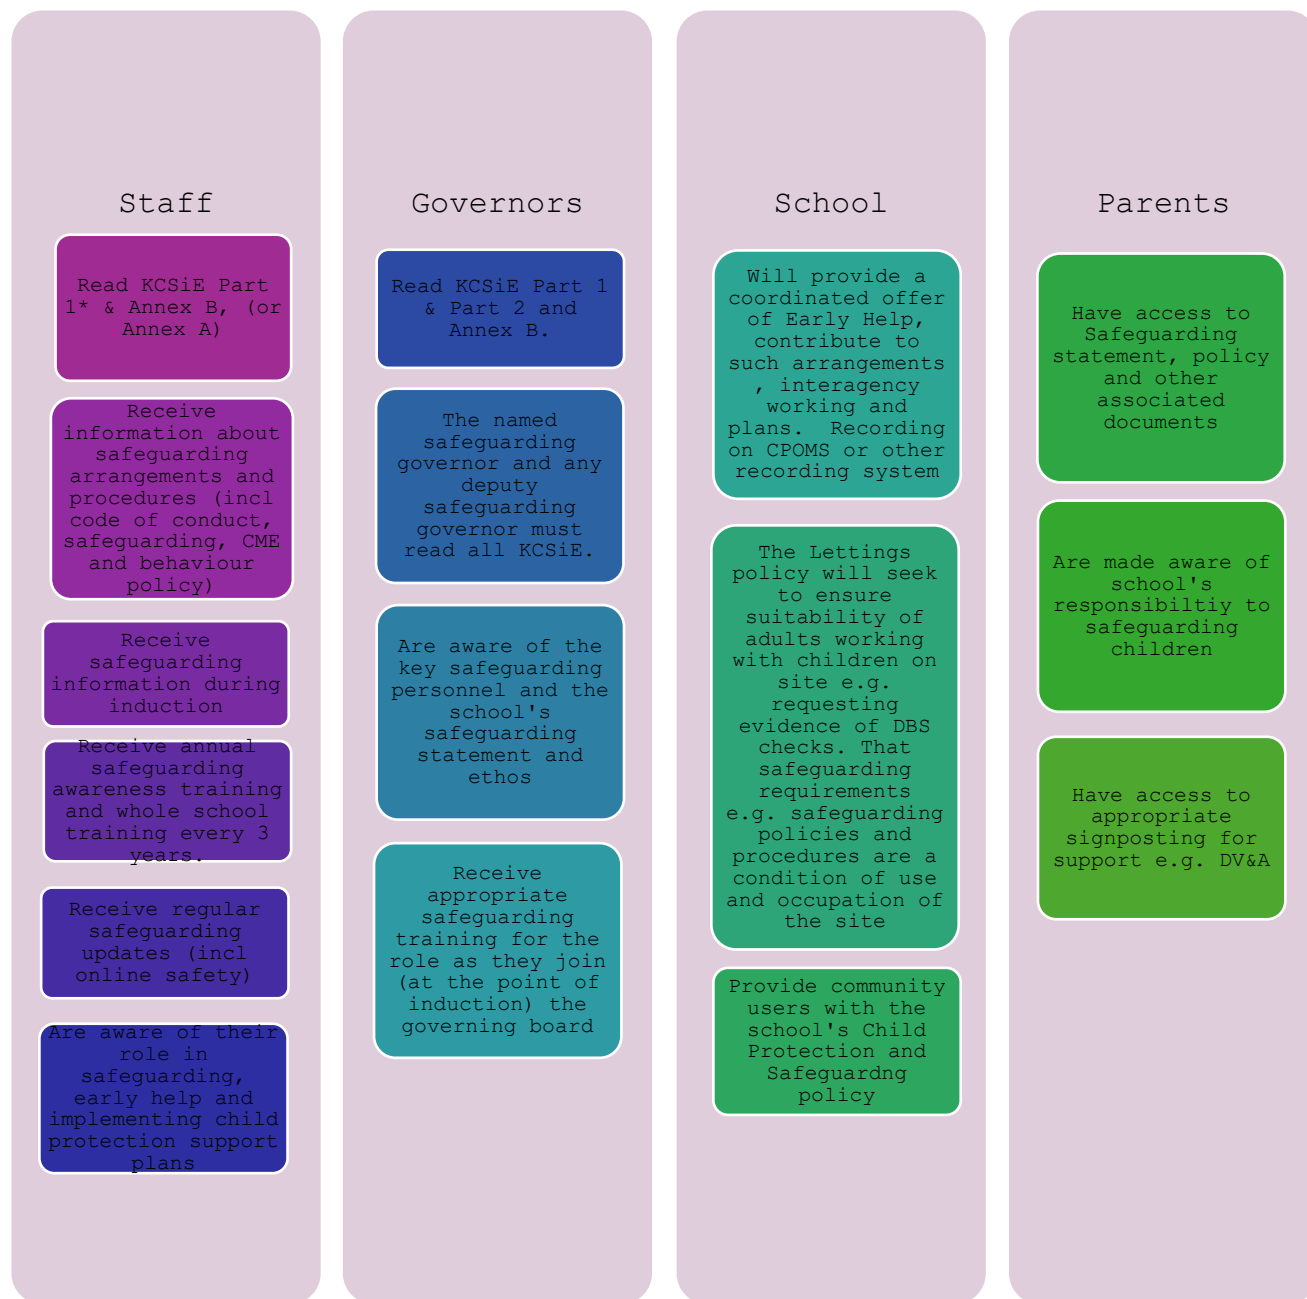 Staff
Read KCSiE Part
1* & Annex B, (or
Annex A)
Receive
information about
safeguarding
arrangements and
procedures (incl
code of conduct,
safeguarding, CME
and behaviour
policy)
Receive
safeguarding
information during
induction
Receive annual
safeguarding
awareness training
and whole school
training every 3
years.
Receive regular
safeguarding
updates (incl
online safety)
Are aware of their
role in
safeguarding,
early help and
implementing child
protection support
plans
Governors
Read KCSiE Part 1
& Part 2 and
Annex B.
The named
safeguarding
governor and any
deputy
safeguarding
governor must
read all KCSiE.
Are aware of the
key safeguarding
personnel and the
school's
safeguarding
statement and
ethos
Receive
appropriate
safeguarding
training for the
role as they join
(at the point of
induction) the
governing board
School
Will provide a
coordinated offer
of Early Help,
contribute to
such arrangements
, interagency
working and
plans. Recording
on CPOMS or other
recording system
The Lettings
policy will seek
to ensure
suitability of
adults working
with children on
site e.g.
requesting
evidence of DBS
checks. That
safeguarding
requirements
e.g. safeguarding
policies and
procedures are a
condition of use
and occupation of
the site
Provide community
users with the
school's Child
Protection and
Safeguardng
policy
Parents
Have access to
Safeguarding
statement, policy
and other
associated
documents
Are made aware of
school's
responsibiltiy to
safeguarding
children
Have access to
appropriate
signposting for
support e.g. DV&A